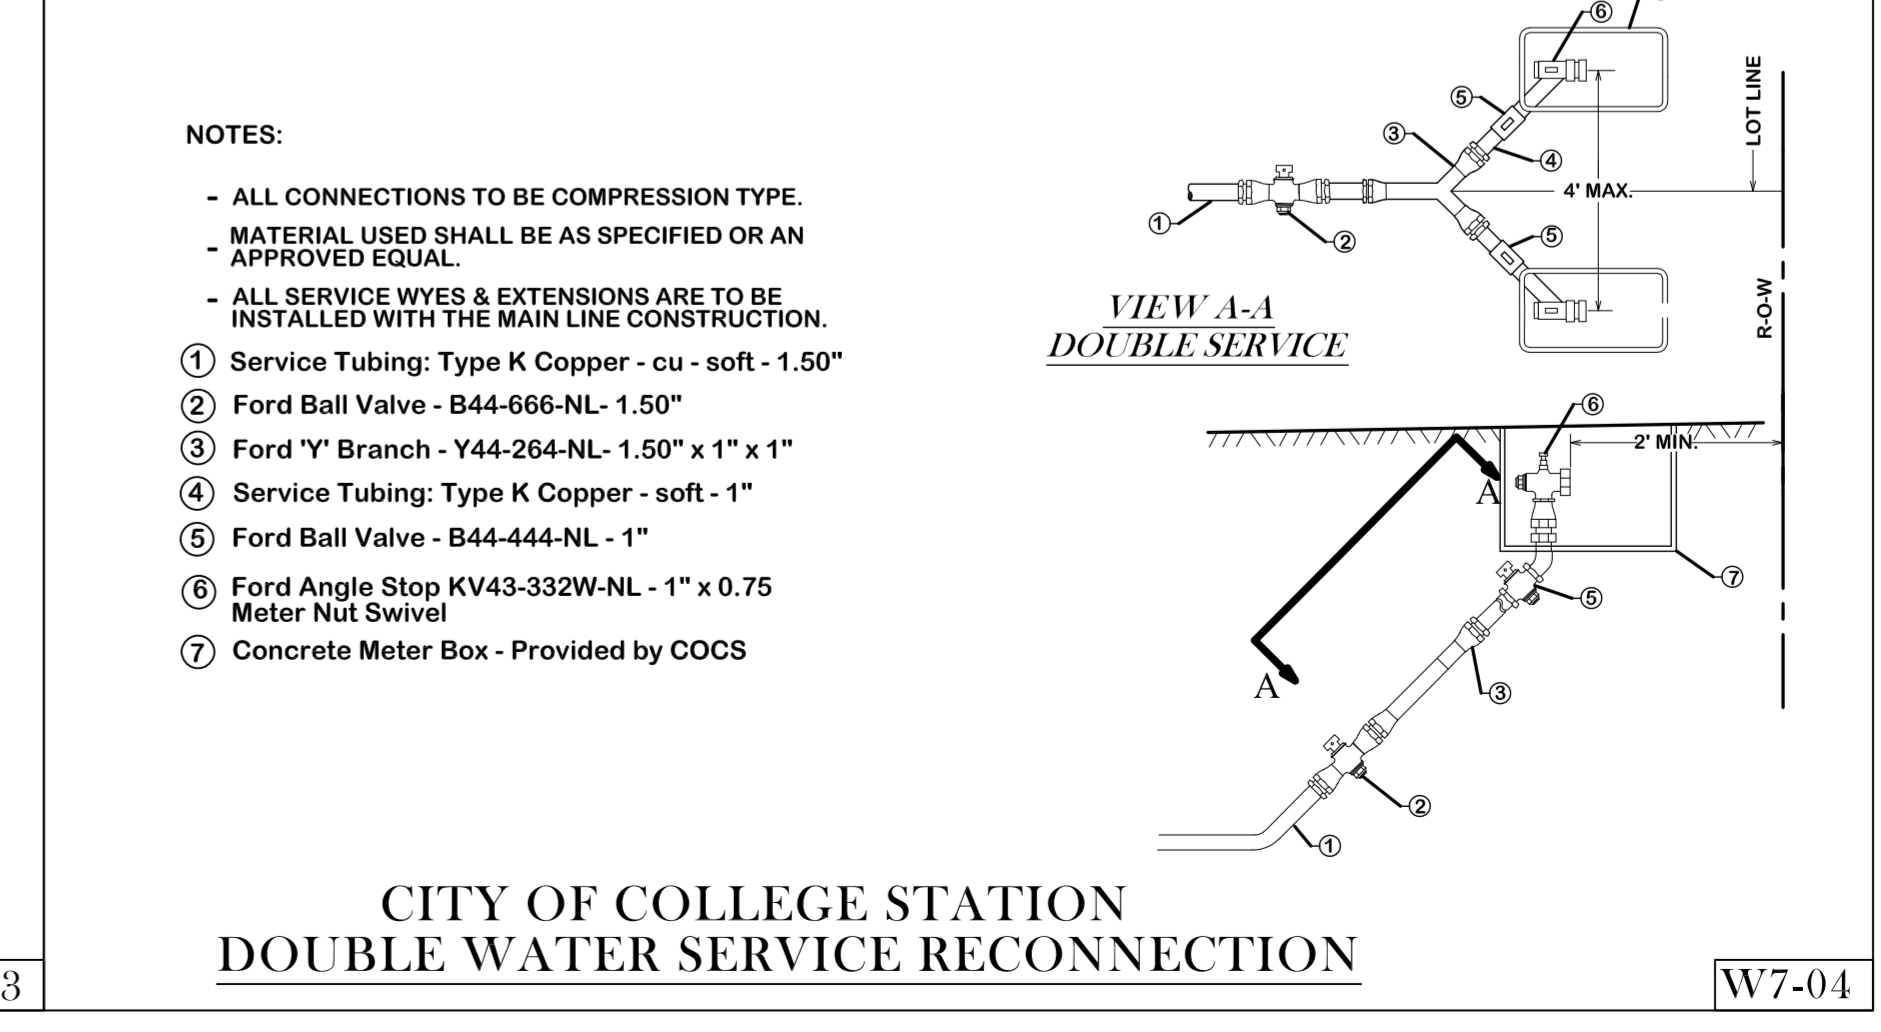 NOTES:
- ALL CONNECTIONS TO BE COMPRESSION TYPE.
- MATERIAL USED SHALL BE AS SPECIFIED OR AN
APPROVED EQUAL.
- ALL SERVICE WYES & EXTENSIONS ARE TO BE
INSTALLED WITH THE MAIN LINE CONSTRUCTION.
1 Service Tubing: Type K Copper - cu - soft - 1.50"
2 Ford Ball Valve - B44-666-NL- 1.50"
3 Ford 'Y' Branch - Y44-264-NL- 1.50" x 1" x 1"
4 Service Tubing: Type K Copper - soft - 1"
5 Ford Ball Valve - B44-444-NL - 1"
6 Ford Angle Stop KV43-332W-NL - 1" x 0.75
Meter Nut Swivel
7 Concrete Meter Box - Provided by COCS
6
5
3
4
4' MAX.
1
2
5
LOT LINE
R-O-W
VIEW A-A
DOUBLE SERVICE
6
2' MIN.
A
7
5
A
3
2
1
CITY OF COLLEGE STATION
DOUBLE WATER SERVICE RECONNECTION
3
W7-04